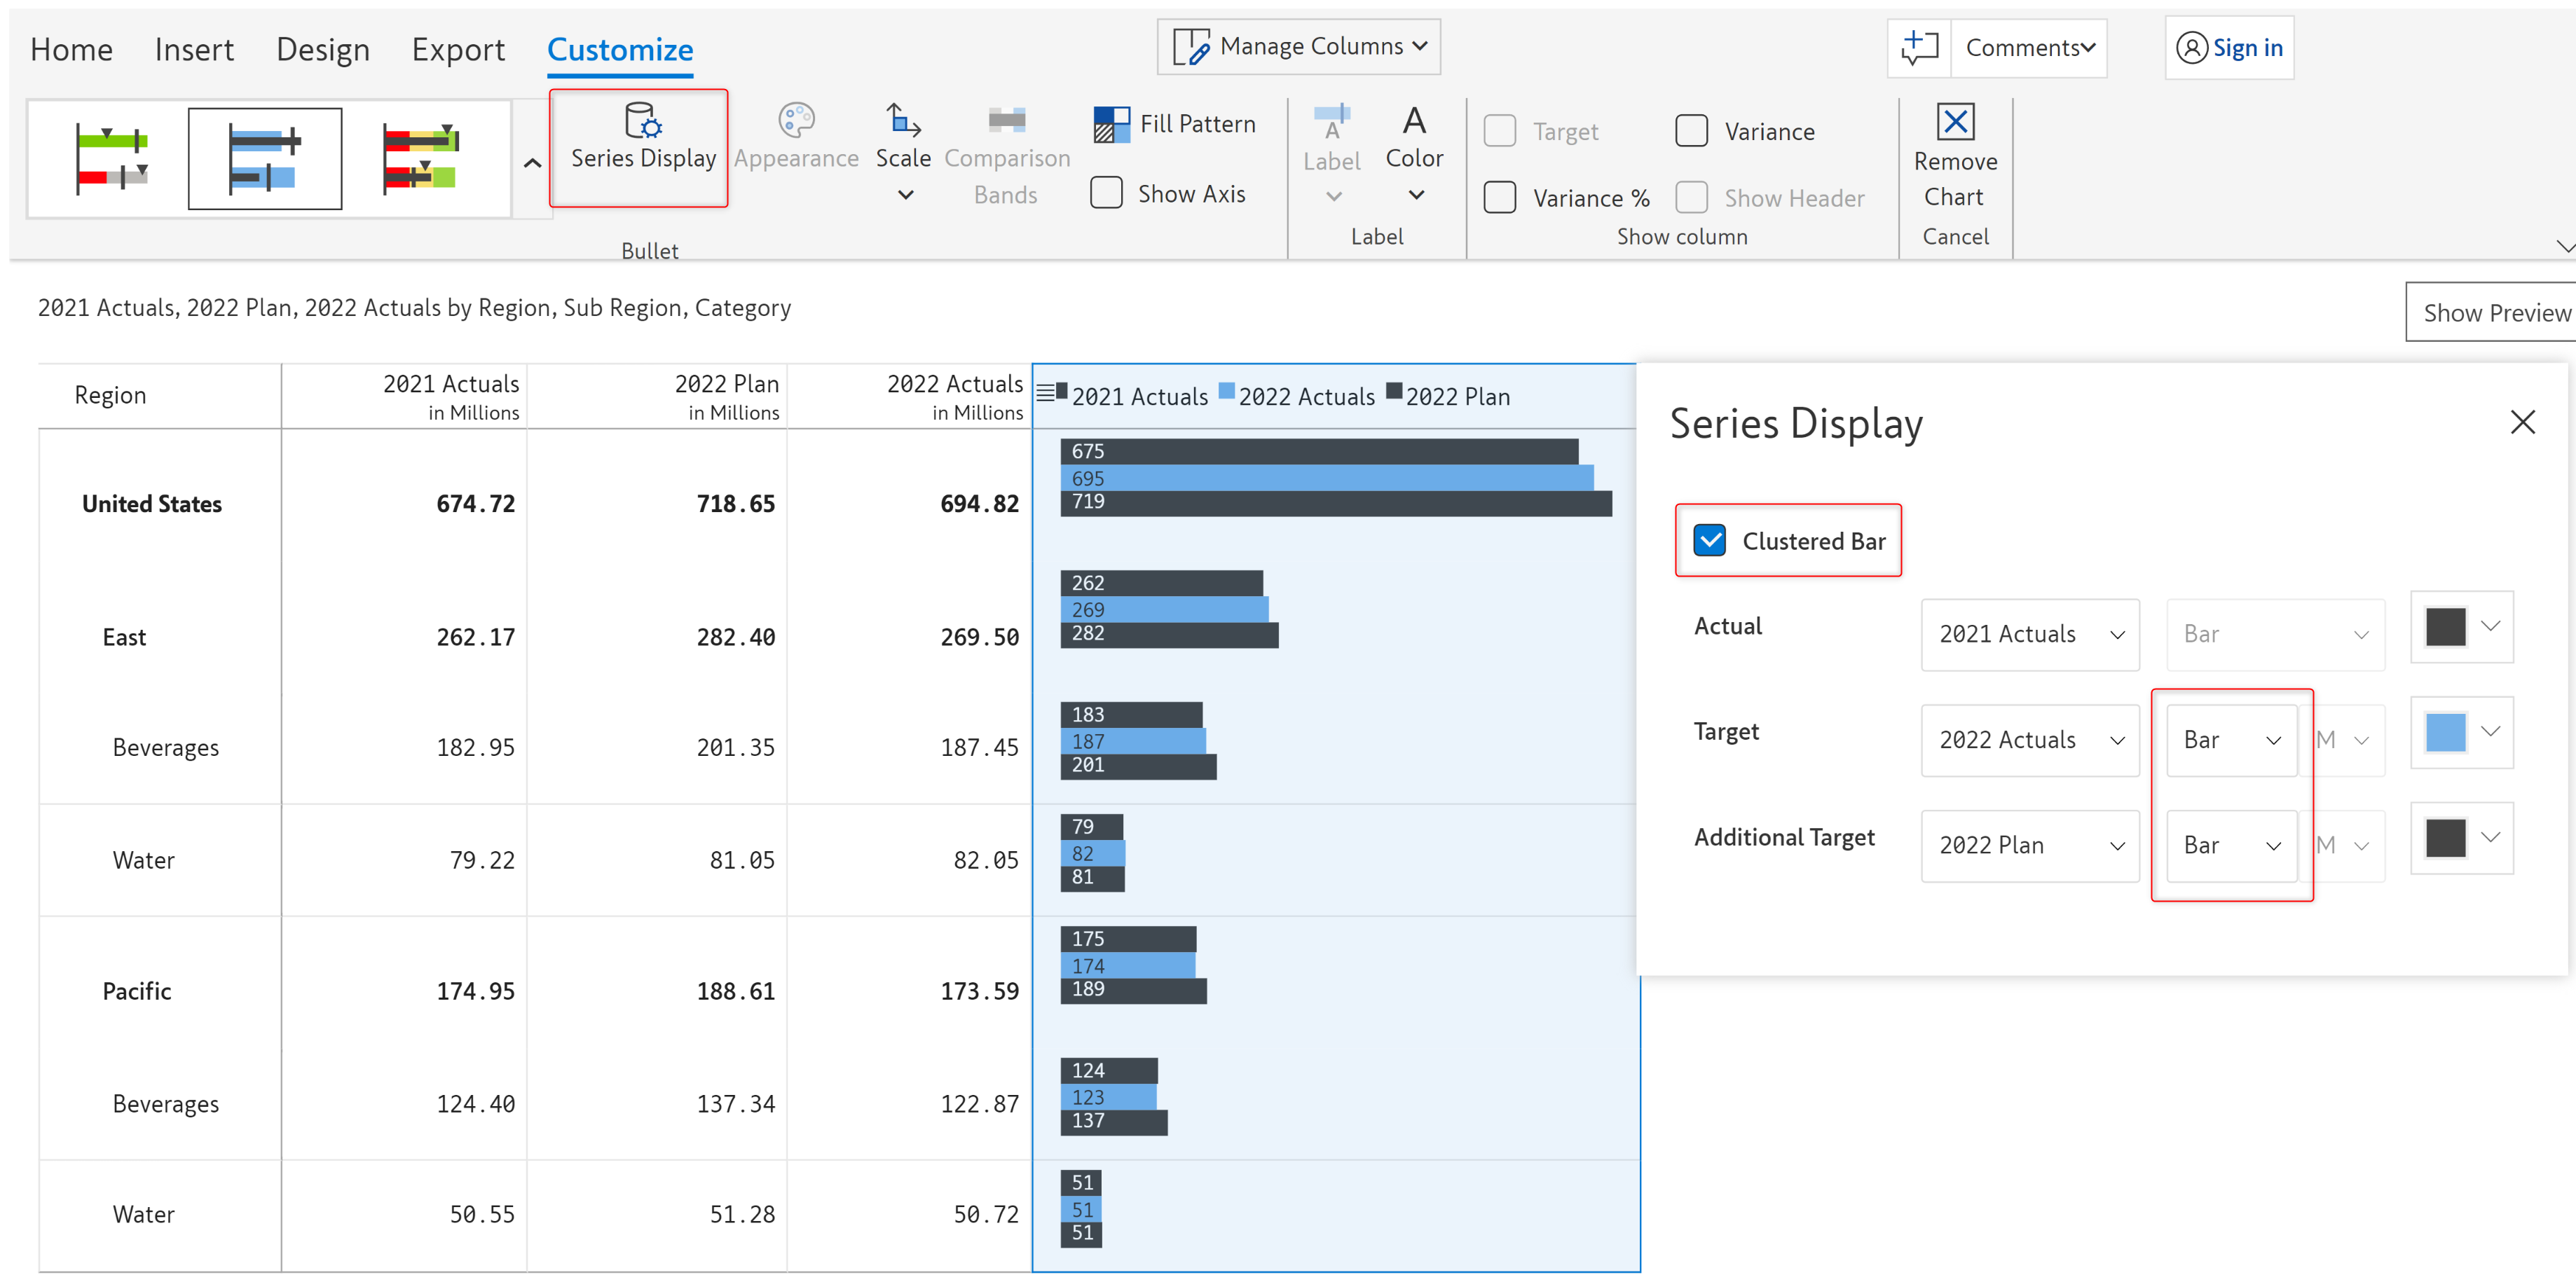 Home Insert Design Export Customize
Manage Columns
Comments
Sign in
Series Display
Appearance
Scale
Comparison
Bands
Fill Pattern
Show Axis
Bullet
A
Label
A
Color
Label
Target
Variance
Variance %
Show Header
Show column
Remove
Chart
Cancel
2021 Actuals, 2022 Plan, 2022 Actuals by Region, Sub Region, Category
Show Preview
Region
2021 Actuals
in Millions
2022 Plan
in Millions
2022 Actuals
in Millions
2021 Actuals 2022 Actuals 2022 Plan
United States 674.72 718.65 694.82
675
695
719
East 262.17 282.40 269.50
262
269
282
Beverages 182.95 201.35 187.45
183
187
201
Water 79.22 81.05 82.05
79
82
81
Pacific 174.95 188.61 173.59
175
174
189
Beverages 124.40 137.34 122.87
124
123
137
Water 50.55 51.28 50.72
51
51
51
Series Display
Clustered Bar
Actual 2021 Actuals Bar
Target 2022 Actuals Bar M
Additional Target 2022 Plan Bar M